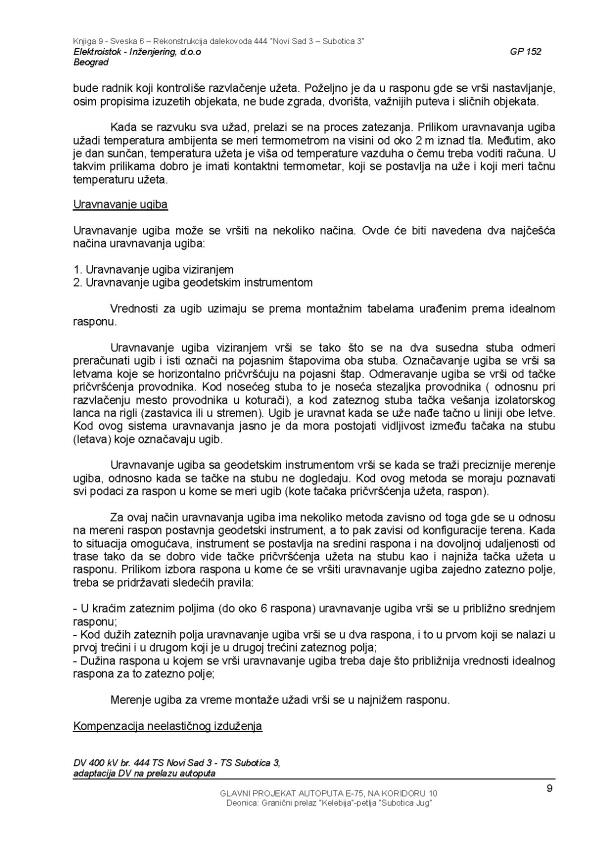 Knjiga 9 - Sveska 6 – Rekonstrukcija dalekovoda 444 "Novi Sad 3 – Subotica 3"
Elektroistok - Inženjering, d.o.o GP 152
Beograd
bude radnik koji kontroliše razvlačenje užeta. Poželjno je da u rasponu gde se vrši nastavljanje,
osim propisima izuzetih objekata, ne bude zgrada, dvorišta, važnijih puteva i sličnih objekata.
Kada se razvuku sva užad, prelazi se na proces zatezanja. Prilikom uravnavanja ugiba
užadi temperatura ambijenta se meri termometrom na visini od oko 2 m iznad tla. Međutim, ako
je dan sunčan, temperatura užeta je viša od temperature vazduha o čemu treba voditi računa. U
takvim prilikama dobro je imati kontaktni termometar, koji se postavlja na uže i koji meri tačnu
temperaturu užeta.
Uravnavanje ugiba
Uravnavanje ugiba može se vršiti na nekoliko načina. Ovde će biti navedena dva najčešća
načina uravnavanja ugiba:
1. Uravnavanje ugiba viziranjem
2. Uravnavanje ugiba geodetskim instrumentom
Vrednosti za ugib uzimaju se prema montažnim tabelama urađenim prema idealnom
rasponu.
Uravnavanje ugiba viziranjem vrši se tako što se na dva susedna stuba odmeri
preračunati ugib i isti označi na pojasnim štapovima oba stuba. Označavanje ugiba se vrši sa
letvama koje se horizontalno pričvršćuju na pojasni štap. Odmeravanje ugiba se vrši od tačke
pričvršćenja provodnika. Kod nosećeg stuba to je noseća stezaljka provodnika ( odnosnu pri
razvlačenju mesto provodnika u koturači), a kod zateznog stuba tačka vešanja izolatorskog
lanca na rigli (zastavica ili u stremen). Ugib je uravnat kada se uže nađe tačno u liniji obe letve.
Kod ovog sistema uravnavanja jasno je da mora postojati vidljivost između tačaka na stubu
(letava) koje označavaju ugib.
Uravnavanje ugiba sa geodetskim instrumentom vrši se kada se traži preciznije merenje
ugiba, odnosno kada se tačke na stubu ne dogledaju. Kod ovog metoda se moraju poznavati
svi podaci za raspon u kome se meri ugib (kote tačaka pričvršćenja užeta, raspon).
Za ovaj način uravnavanja ugiba ima nekoliko metoda zavisno od toga gde se u odnosu
na mereni raspon postavnja geodetski instrument, a to pak zavisi od konfiguracije terena. Kada
to situacija omogućava, instrument se postavlja na sredini raspona i na dovoljnoj udaljenosti od
trase tako da se dobro vide tačke pričvršćenja užeta na stubu kao i najniža tačka užeta u
rasponu. Prilikom izbora raspona u kome će se vršiti uravnavanje ugiba zajedno zatezno polje,
treba se pridržavati sledećih pravila:
- U kraćim zateznim poljima (do oko 6 raspona) uravnavanje ugiba vrši se u približno srednjem
rasponu;
- Kod dužih zateznih polja uravnavanje ugiba vrši se u dva raspona, i to u prvom koji se nalazi u
prvoj trećini i u drugom koji je u drugoj trećini zateznog polja;
- Dužina raspona u kojem se vrši uravnavanje ugiba treba daje što približnija vrednosti idealnog
raspona za to zatezno polje;
Merenje ugiba za vreme montaže užadi vrši se u najnižem rasponu.
Kompenzacija neelastičnog izduženja
DV 400 kV br. 444 TS Novi Sad 3 - TS Subotica 3,
adaptacija DV na prelazu autoputa
9
GLAVNI PROJEKAT AUTOPUTA E-75, NA KORIDORU 10
Deonica: Granični prelaz "Kelebija"-petlja "Subotica Jug"